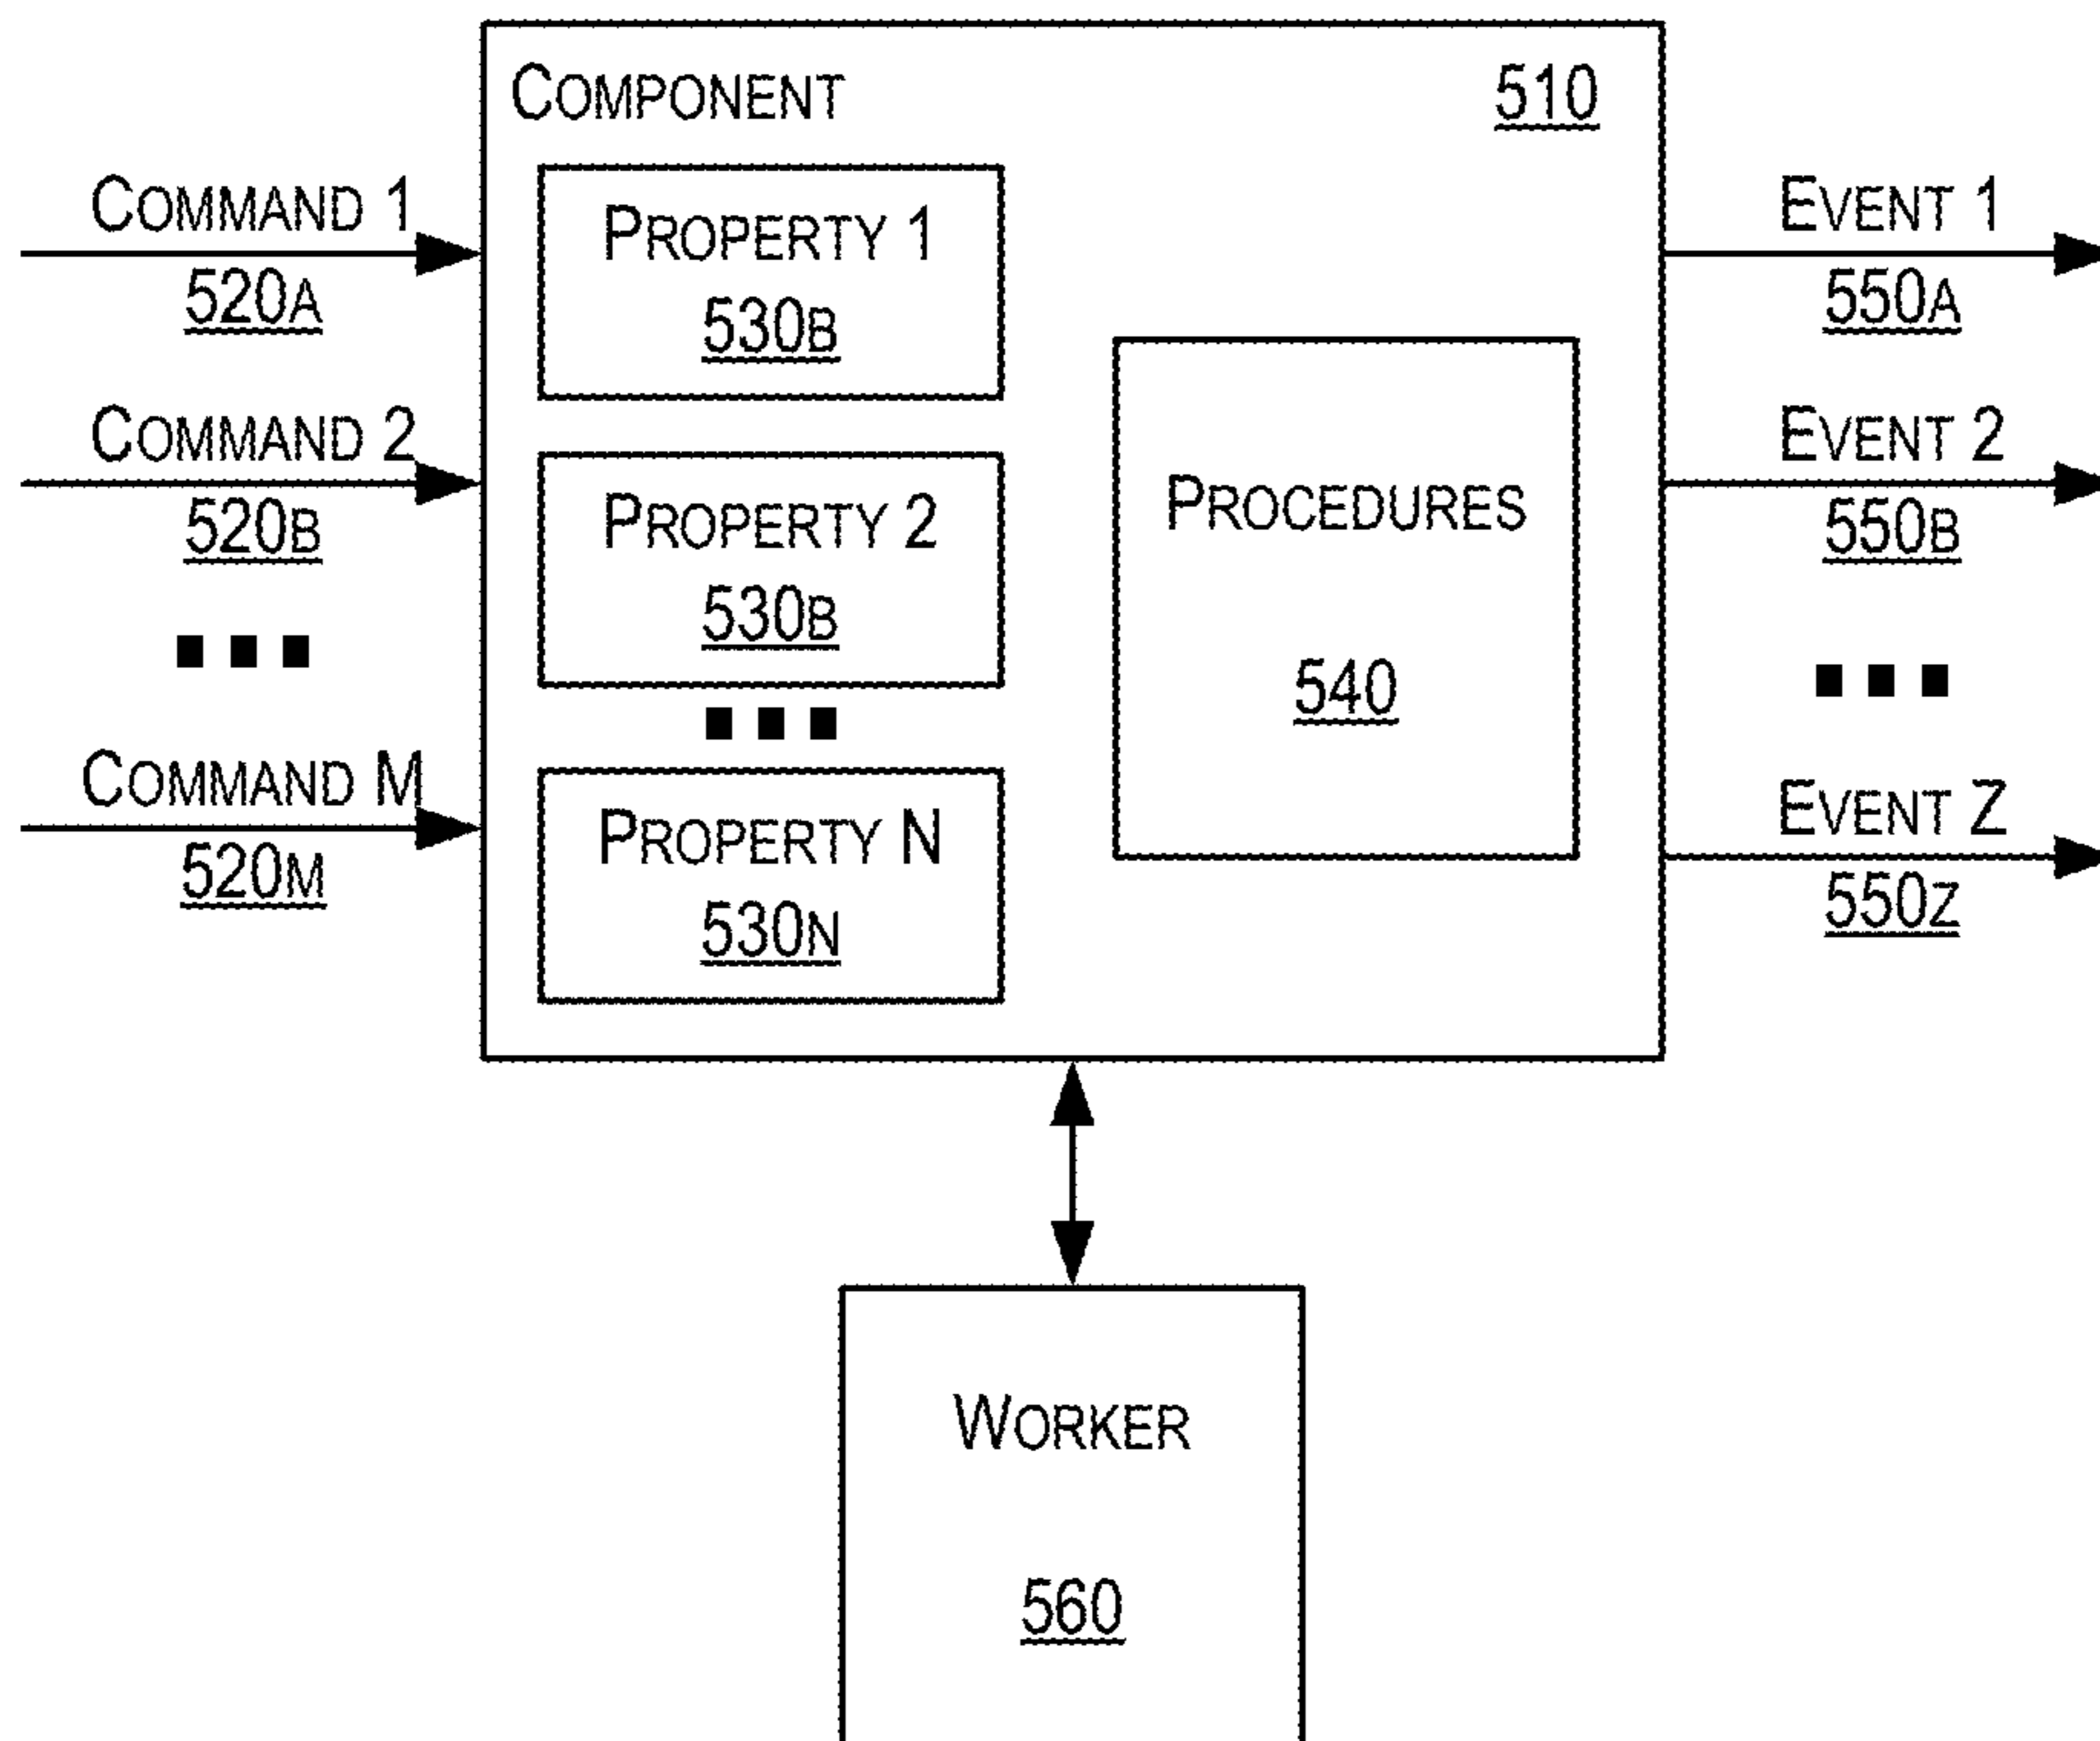 COMPONENT
510
COMMAND 1
520A
COMMAND 2
520B
COMMAND M
520M
PROPERTY 1
530B
PROPERTY 2
530B
PROPERTY N
530N
PROCEDURES
540
EVENT 1
550A
EVENT 2
550B
EVENT Z
550Z
WORKER
560